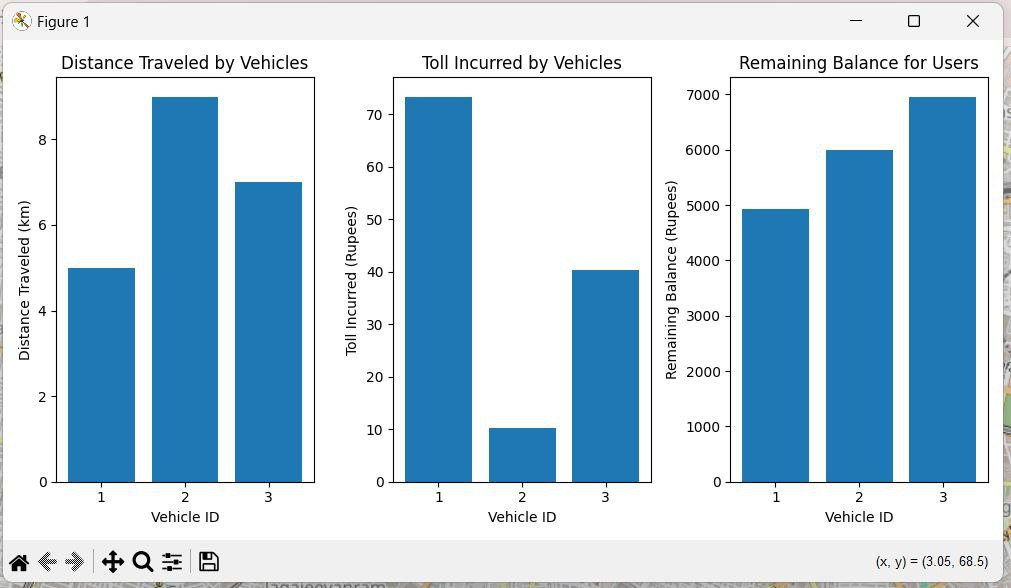 Figure 1
Distance Traveled by Vehicles
Distance Traveled (km)
8
6
4
2
0
1 2 3
Vehicle ID
Toll Incurred by Vehicles
Toll Incurred (Rupees)
70
60
50
40
30
20
10
0
1 2 3
Vehicle ID
Remaining Balance for Users
Remaining Balance (Rupees)
7000
6000
5000
4000
3000
2000
1000
0
1 2 3
Vehicle ID
(x, y) = (3.05, 68.5)